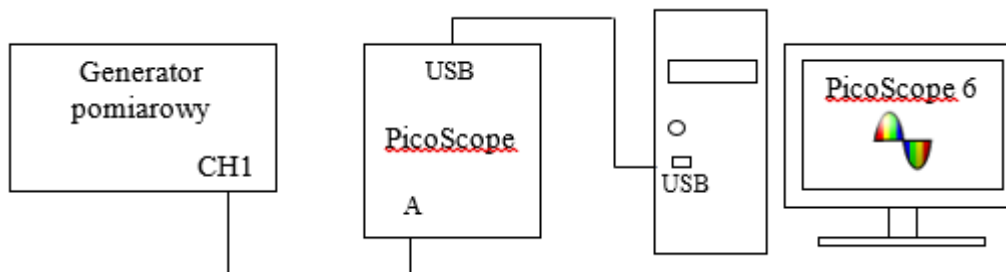 Generator
pomiarowy
CH1
USB
PicoScope
A
USB
PicoScope 6